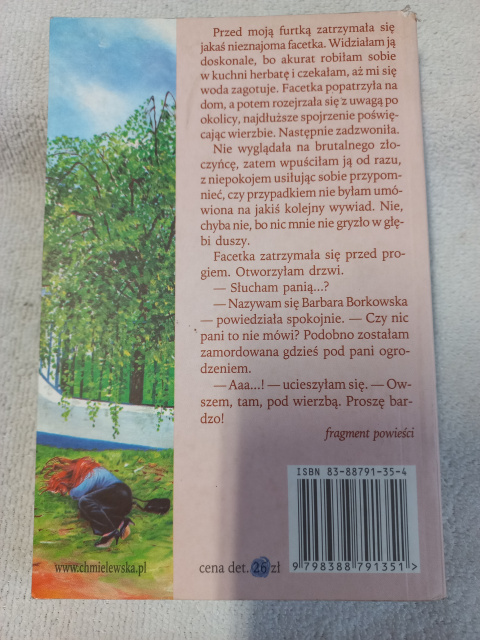 Przed moją furtką zatrzymała się
jakaś nieznajoma facetka. Widziałam ją
doskonale, bo akurat robiłam sobie
w kuchni herbatę i czekałam, aż mi się
woda zagotuje. Facetka popatrzyła na
dom, a potem rozejrzała się z uwagą po
okolicy, najdłuższe spojrzenie poświę-
cając wierzbie. Następnie zadzwoniła.
Nie wyglądała na brutalnego zło-
czyńcę, zatem wpuściłam ją od razu,
z niepokojem usiłując sobie przypom-
nieć, czy przypadkiem nie byłam umó-
wiona na jakiś kolejny wywiad. Nie,
chyba nie, bo nic mnie nie gryzło w głę-
bi duszy.
Facetka zatrzymała się przed pro-
giem. Otworzyłam drzwi.
— Słucham panią...?
— Nazywam się Barbara Borkowska
— powiedziała spokojnie. — Czy nic
pani to nie mówi? Podobno zostałam
zamordowana gdzieś pod pani ogro-
dzeniem.
— Aaa...! — ucieszyłam się. — Ow-
szem, tam, pod wierzbą. Proszę bar-
dzo!
fragment powieści
ISBN 83-88791-35-4
9 798388 791351 >
www.chmielewska.pl
cena det. 26 zł